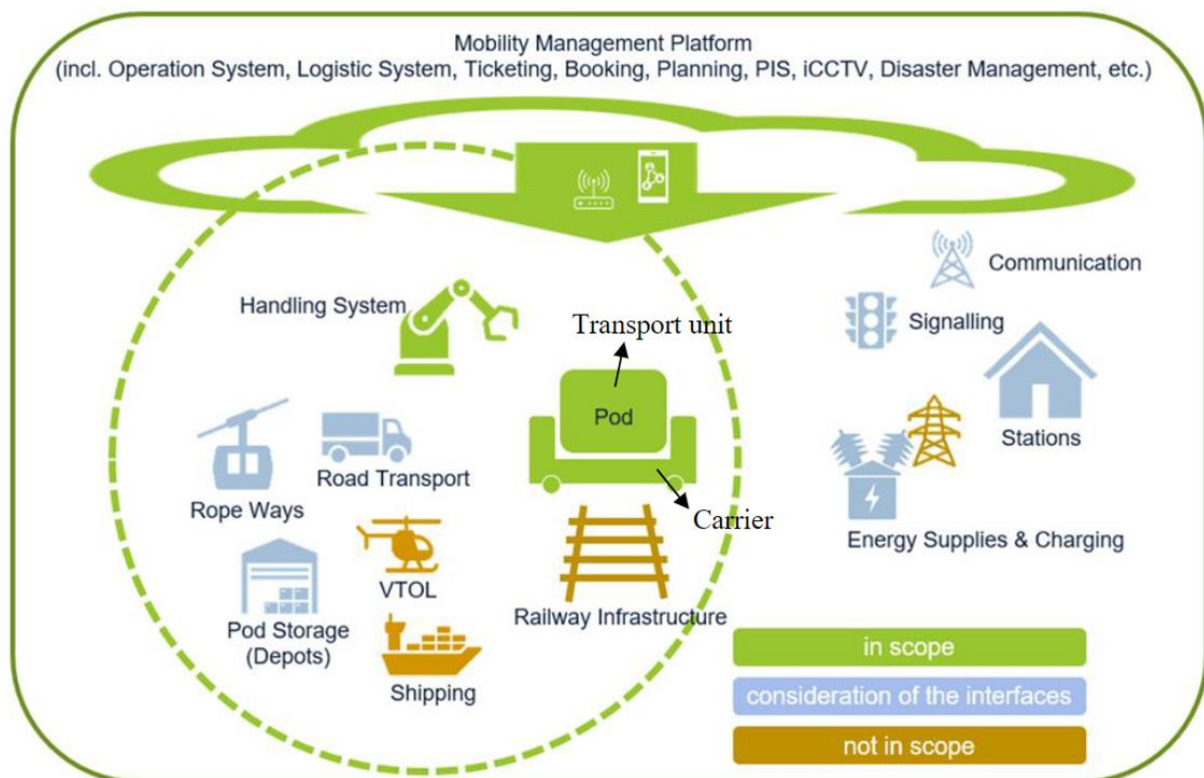 Mobility Management Platform
(incl. Operation System, Logistic System, Ticketing, Booking, Planning, PIS, iCCTV, Disaster Management, etc.)
Communication
Handling System
Signalling
Transport unit
Pod
Stations
Road Transport
Rope Ways
Carrier
Energy Supplies & Charging
VTOL
Railway Infrastructure
Pod Storage
(Depots)
Shipping
in scope
consideration of the interfaces
not in scope